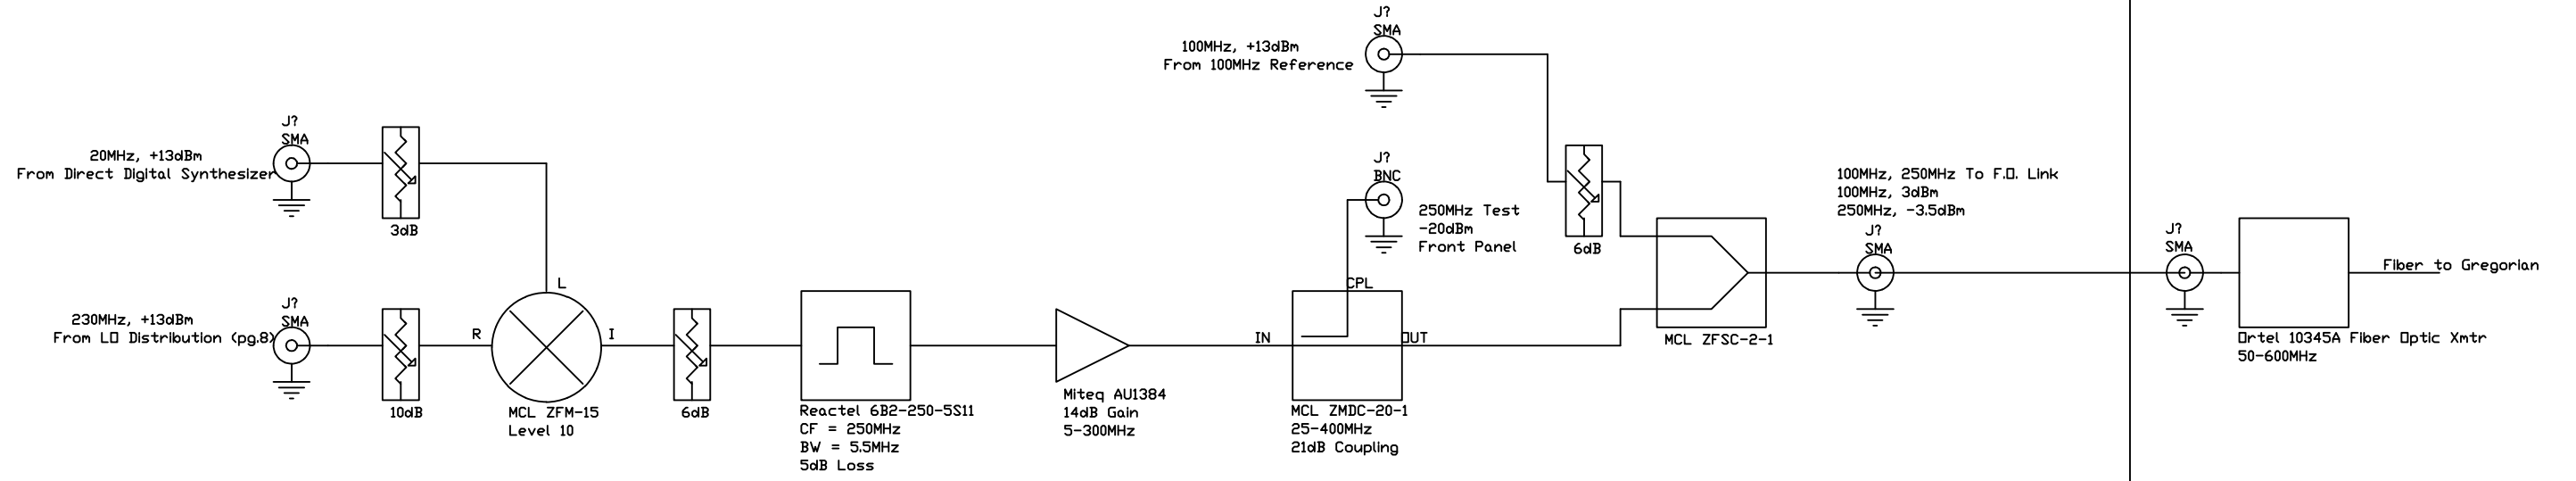 J?
SMA
100MHz, +13dBm
From 100MHz Reference
J?
SMA
20MHz, +13dBm
From Direct Digital Synthesizer
3dB
J?
BNC
250MHz Test
-20dBm
Front Panel
6dB
100MHz, 250MHz To F.O. Link
100MHz, 3dBm
250MHz, -3.5dBm
J?
SMA
J?
SMA
Fiber to Gregorian
Ortel 10345A Fiber Optic Xmtr
50-600MHz
MCL ZFSC-2-1
J?
SMA
230MHz, +13dBm
From LO Distribution (pg.8)
10dB
L
R
I
MCL ZFM-15
Level 10
6dB
Reactel 6B2-250-5S11
CF = 250MHz
BW = 5.5MHz
5dB Loss
Miteq AU1384
14dB Gain
5-300MHz
CPL
IN
OUT
MCL ZMDC-20-1
25-400MHz
21dB Coupling